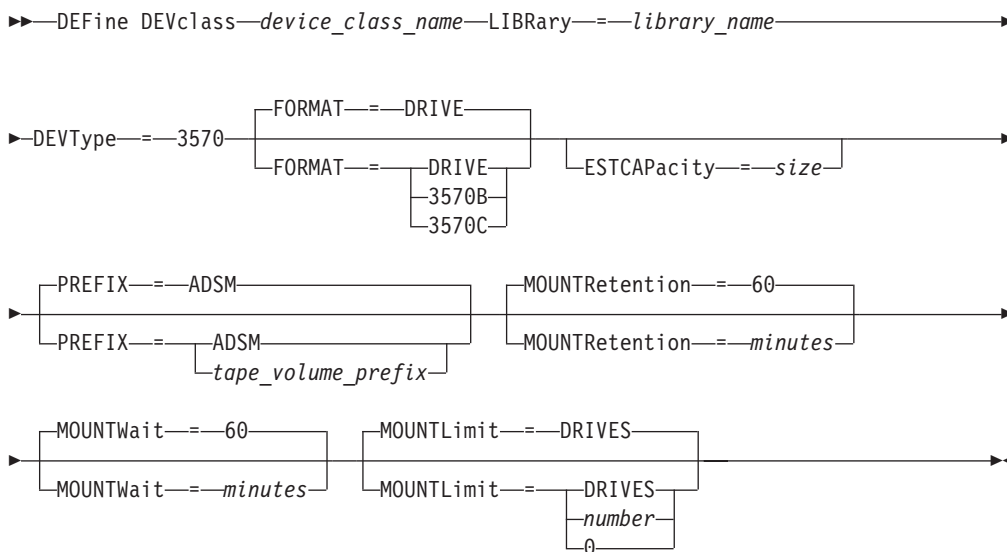 DEFine DEVclass device_class_name LIBRary = library_name
FORMAT = DRIVE
DEVType = 3570
FORMAT = DRIVE
3570B
3570C
ESTCAPacity = size
PREFIX = ADSM
PREFIX = ADSM
tape_volume_prefix
MOUNTRetention = 60
MOUNTRetention = minutes
MOUNTWait = 60
MOUNTWait = minutes
MOUNTLimit = DRIVES
MOUNTLimit = DRIVES
number
0